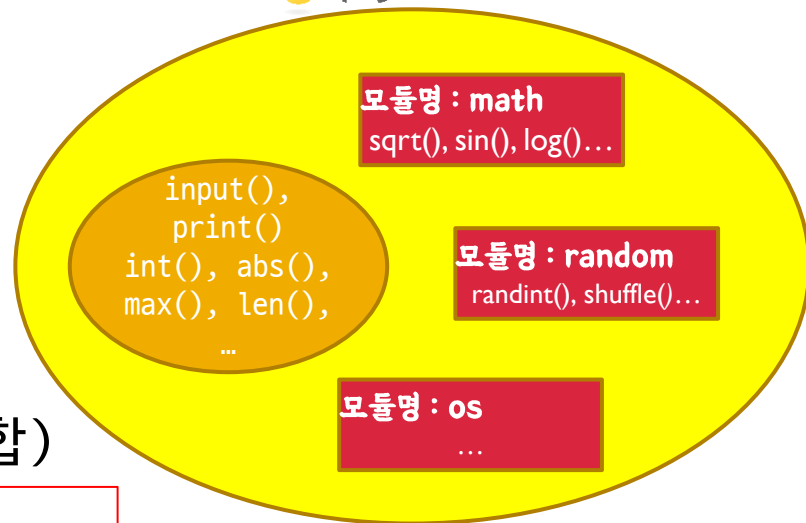 모듈명 : math
sqrt(), sin(), log()…
input(),
print()
int(), abs(),
max(), len(),
…
모듈명 : random
randint(), shuffle()…
모듈명 : os
…
합)